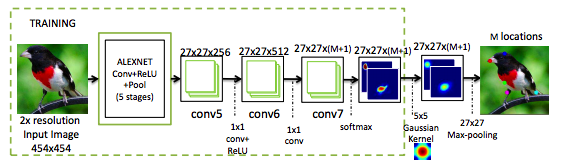 TRAINING
2x resolution
Input Image
454x454
ALEXNET
Conv+ReLU
+Pool
(5 stages)
27x27x256
conv5
1x1
conv+
ReLU
27x27x512
conv6
1x1
conv
27x27x(M+1)
conv7
softmax
27x27x(M+1)
5x5
Gaussian
Kernel
27x27x(M+1)
27x27
Max-pooling
M locations